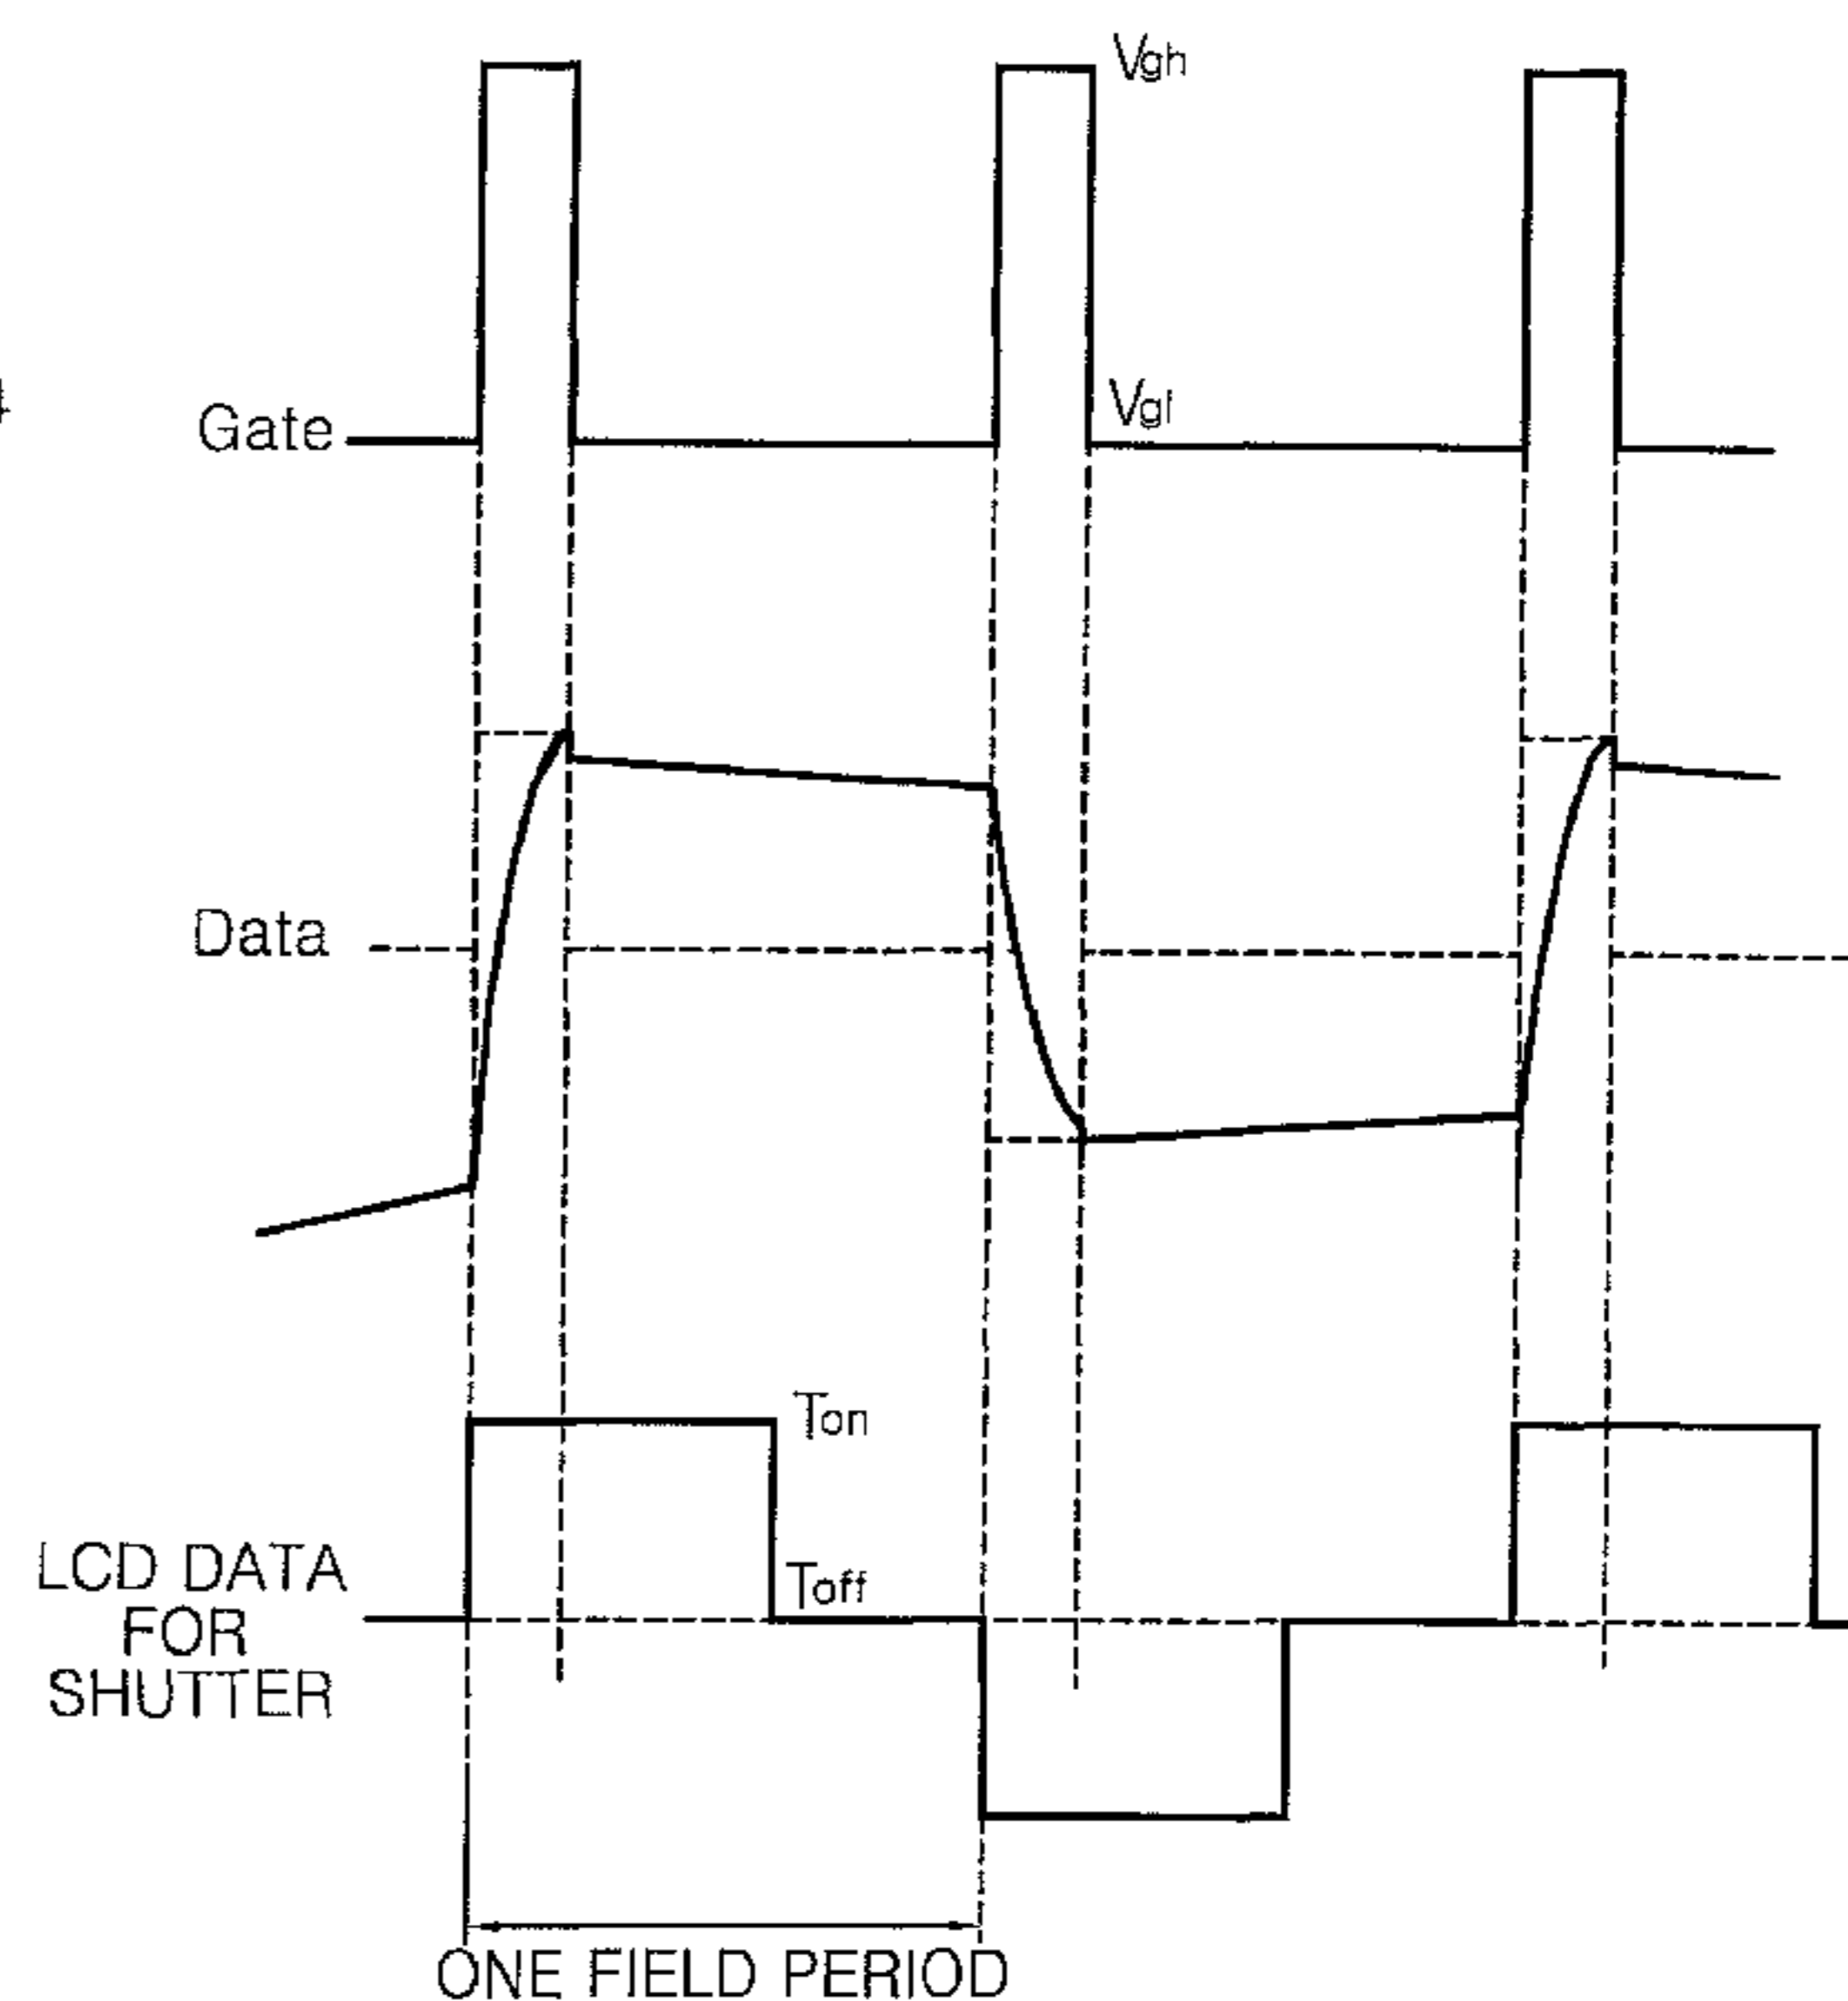 Vgh
Gate
Vgl
Data
Ton
Toff
LCD DATA
FOR
SHUTTER
ONE FIELD PERIOD